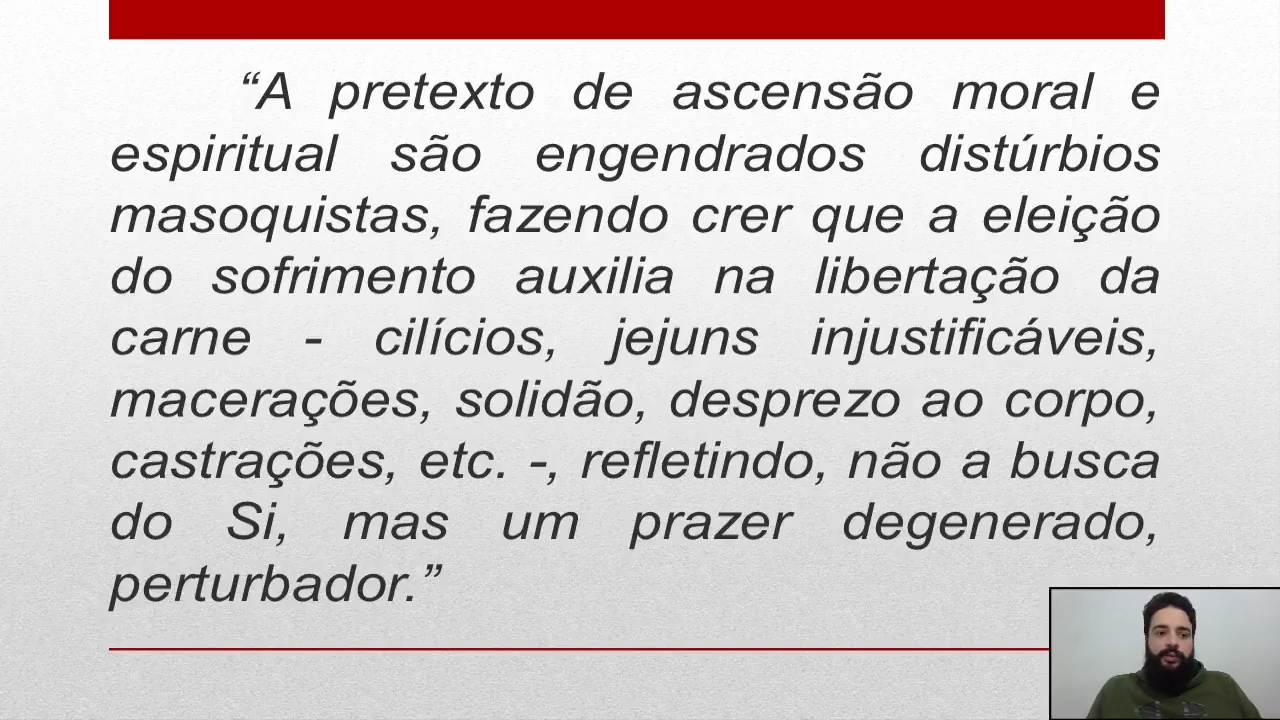 “A pretexto de ascensão moral e
espiritual são engendrados distúrbios
masoquistas, fazendo crer que a eleição
do sofrimento auxilia na libertação da
carne - cilícios, jejuns injustificáveis,
macerações, solidão, desprezo ao corpo,
castrações, etc. -, refletindo, não a busca
do Si, mas um prazer degenerado,
perturbador.”